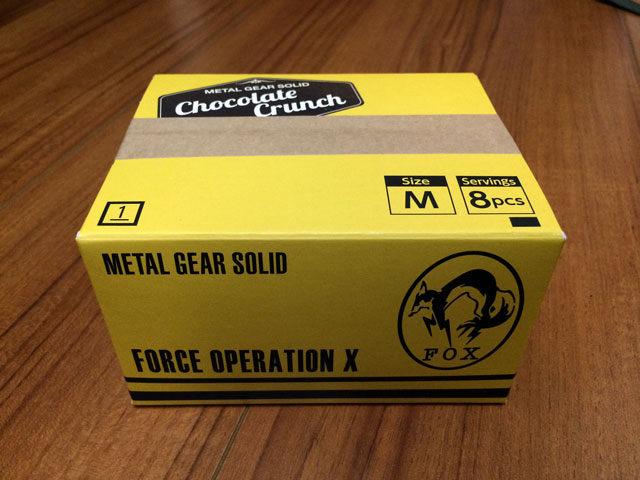 METAL GEAR SOLID
Chocolate
Crunch
Size
M
Servings
8pcs
1
METAL GEAR SOLID
FORCE OPERATION X
FOX